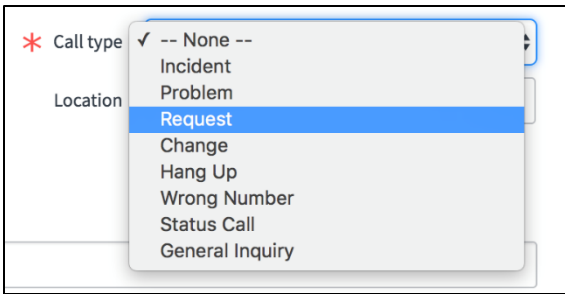 * Call type ✓ -- None --
Incident
Problem
Location
Request
Change
Hang Up
Wrong Number
Status Call
General Inquiry